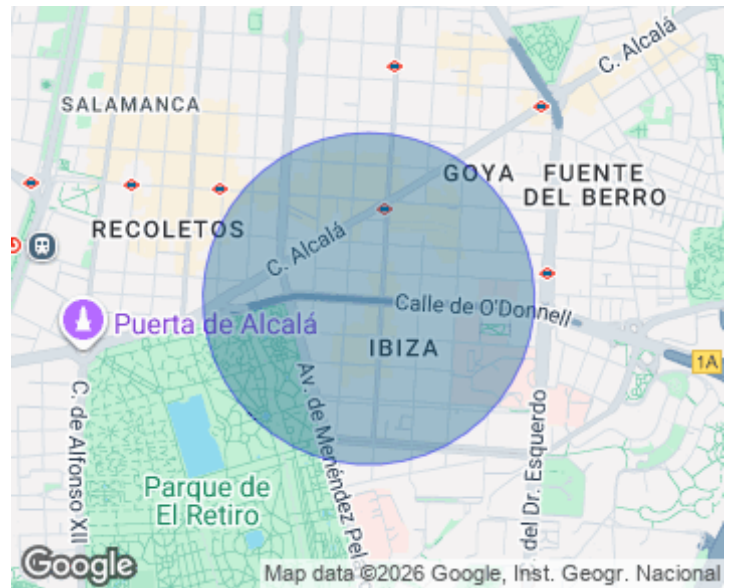 C. Alcalá
SALAMANCA
GOYA
FUENTE
DEL BERRO
RECOLETOS
C. Alcalá
Calle de O'Donnell
Puerta de Alcalá
IBIZA
1A
C. de Alfonso XII
Av. de Menéndez Pela
del Dr. Esquerdo
Parque de
El Retiro
Google
Map data ©2026 Google, Inst. Geogr. Nacional